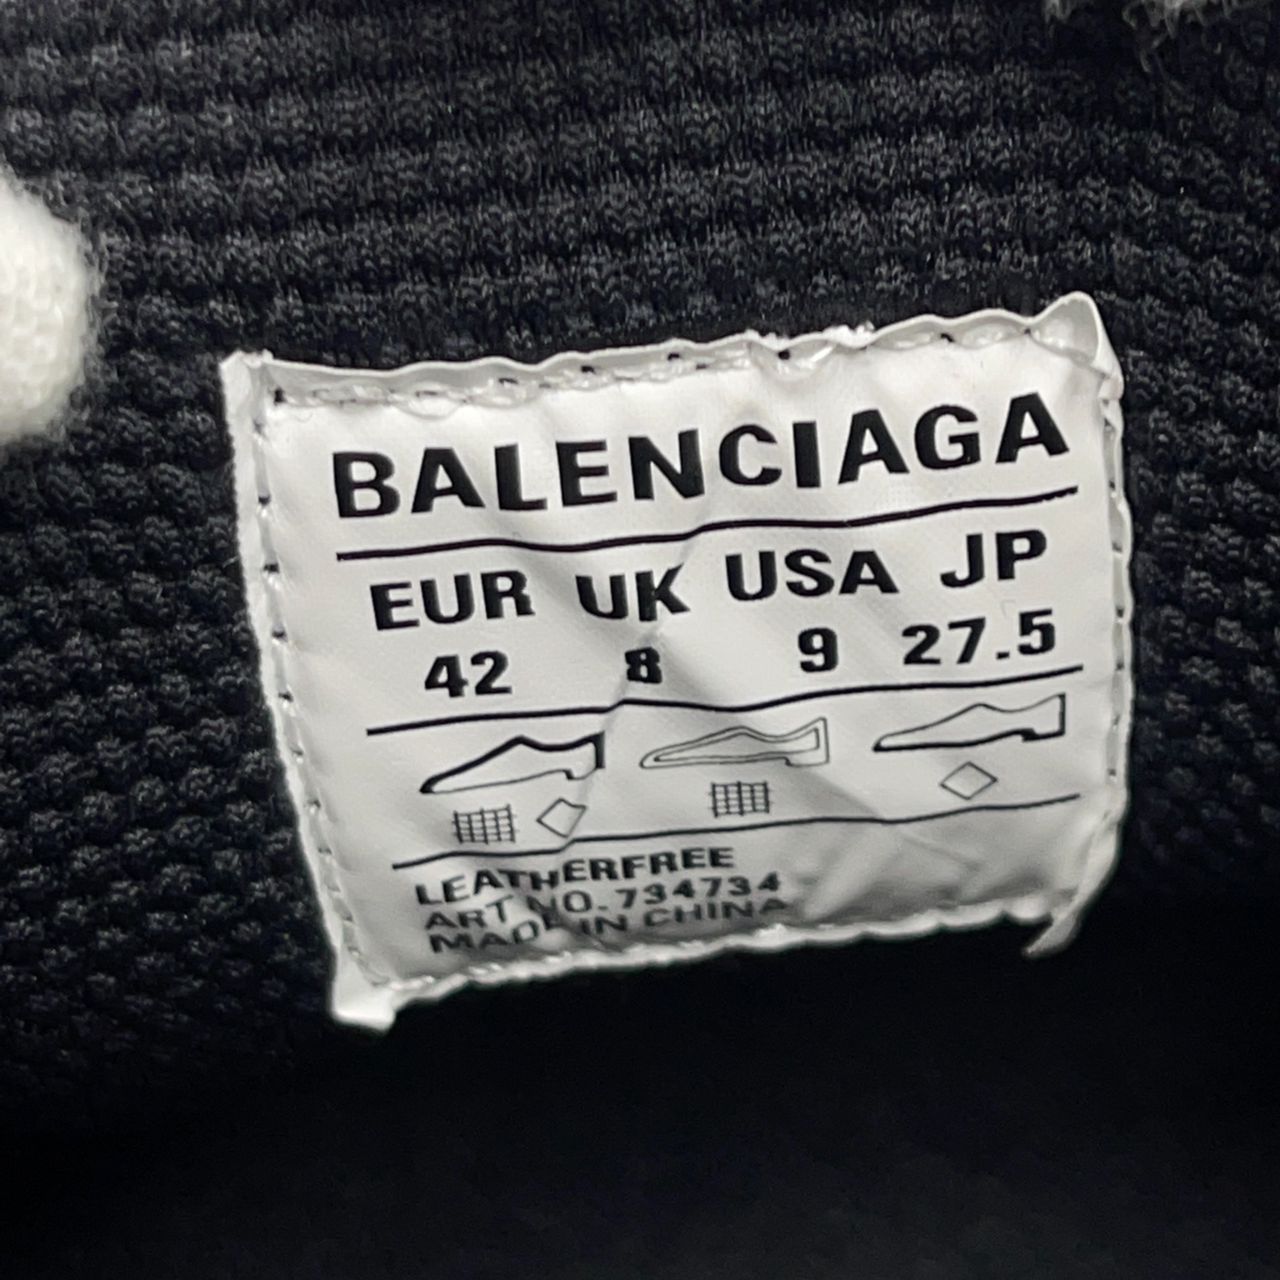 BALENCIAGA
EUR UK USA JP
42 8 9 27.5
LEATHERFREE
ART NO.734734
MADE IN CHINA